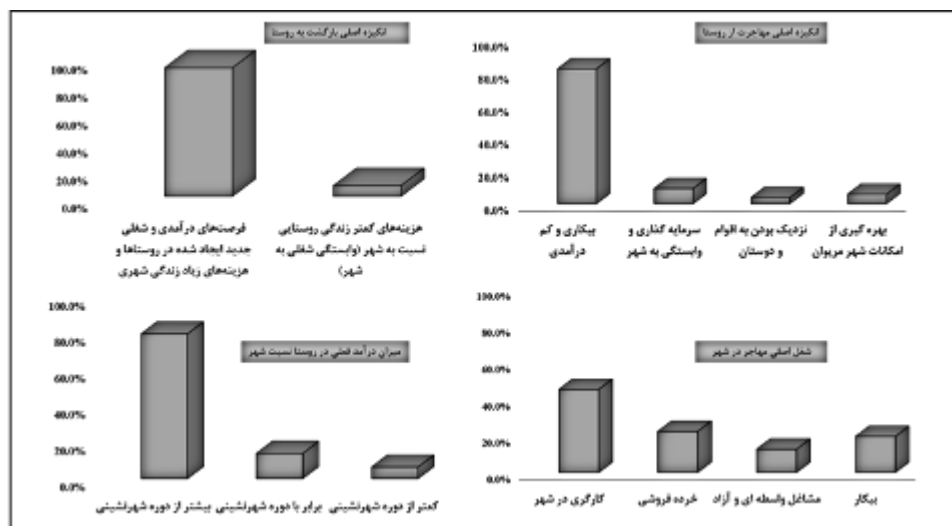 انگیزه اصلی مهاجرت از روستا
100.0%
80.0%
60.0%
40.0%
20.0%
0.0%
بیکاری و کم
درآمدی
سرمایه گذاری و
وابستگی به شهر
نزدیک بودن به اقوام
و دوستان
بهره گیری از
امکانات شهر مریوان
انگیزه اصلی بازگشت به روستا
100.0%
80.0%
60.0%
40.0%
20.0%
0.0%
فرصت‌های درآمدی و شغلی
جدید ایجاد شده در روستاها و
هزینه‌های زیاد زندگی شهری
هزینه‌های کمتر زندگی روستایی
نسبت به شهر (وابستگی شغلی به
شهر)
شغل اصلی مهاجر در شهر
100.0%
80.0%
60.0%
40.0%
20.0%
0.0%
کارگری در شهر
خرده فروشی
مشاغل واسطه ای و آزاد
بیکار
میزان درآمد فعلی در روستا نسبت شهر
100.0%
80.0%
60.0%
40.0%
20.0%
0.0%
بیشتر از دوره شهرنشینی
برابر با دوره شهرنشینی
کمتر از دوره شهرنشینی